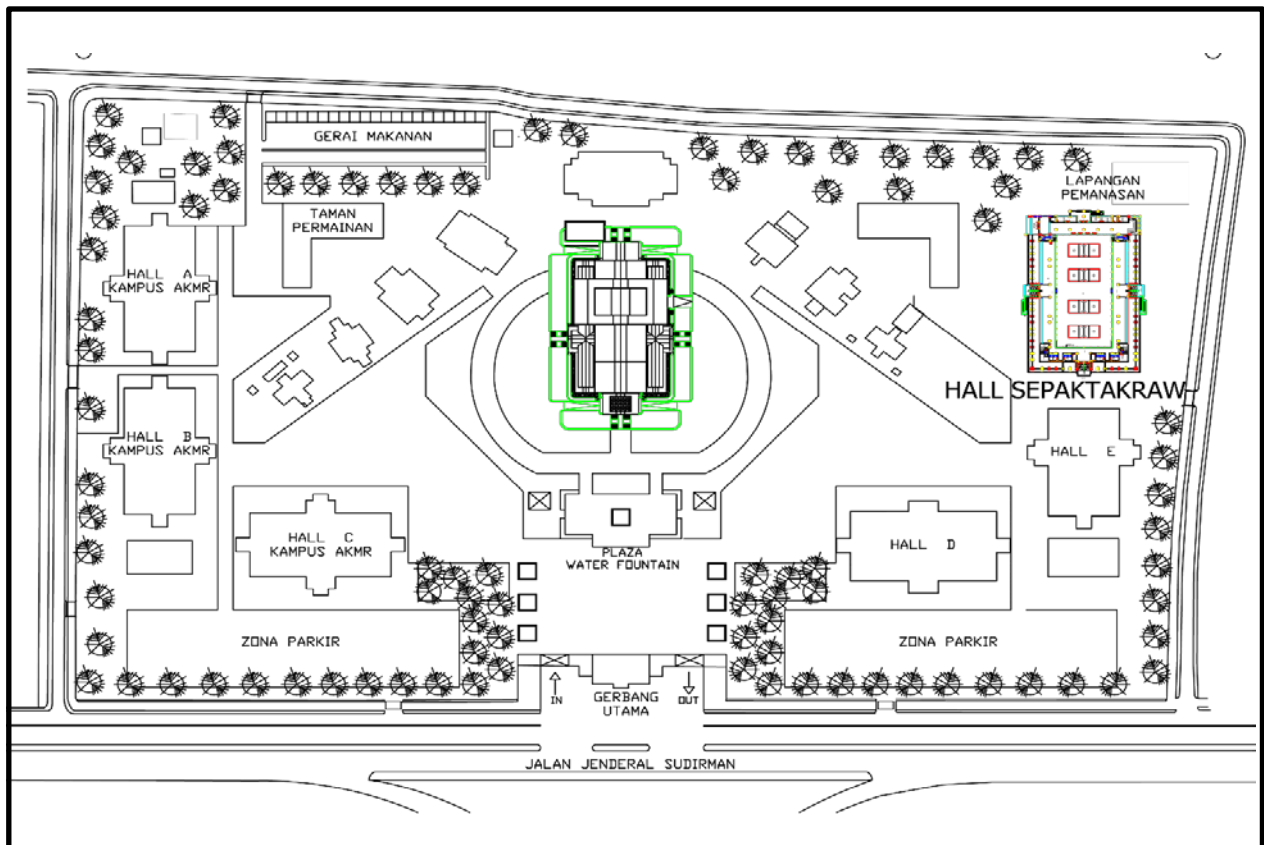 GERAI MAKANAN
LAPANGAN
PEMANASAN
TAMAN
PERMAINAN
HALL A
KAMPUS AKMR
HALL SEPAKTAKRAW
HALL B
KAMPUS AKMR
HALL E
HALL C
KAMPUS AKMR
HALL D
PLAZA
WATER FOUNTAIN
ZONA PARKIR
ZONA PARKIR
IN
GERBANG
UTAMA
OUT
JALAN JENDERAL SUDIRMAN